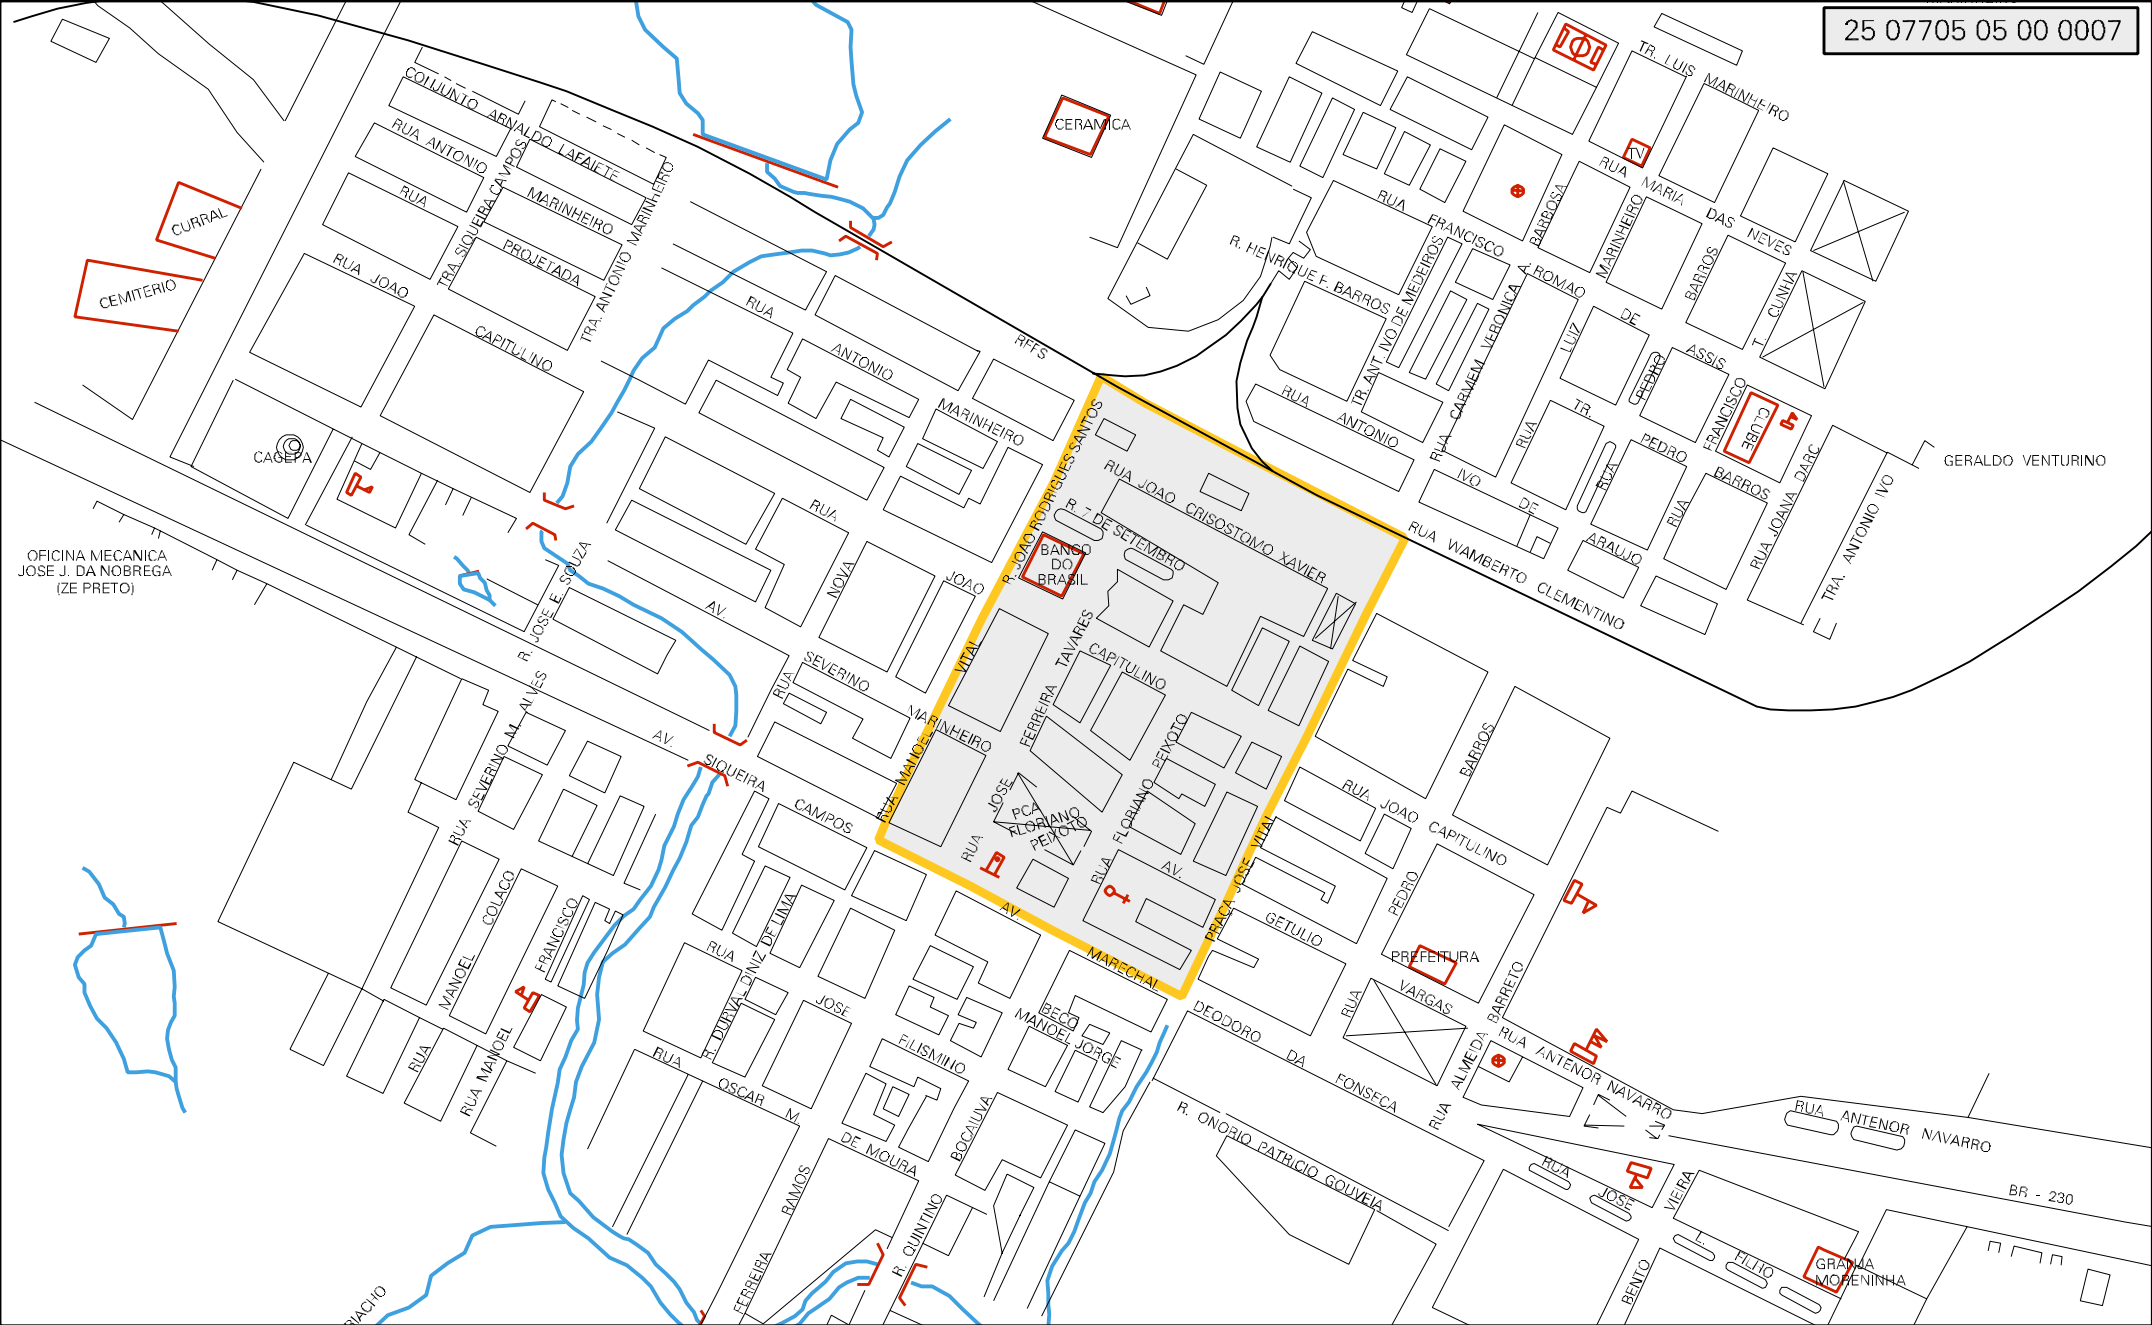 25 07705 05 00 0007
TR. LUIS MARINHEIRO
CONJUNTO ARNALDO LAFAIETE
RUA ANTONIO MARINHEIRO
RUA PROJETADA
RUA JOAO CAPITULINO
TRA. SIQUEIRA CAMPOS
TRA. ANTONIO MARINHEIRO
CURRAL
CEMITERIO
CERAMICA
TV
RUA MARIA DAS NEVES
RUA FRANCISCO A. ROMAO DE ASSIS
R. HENRIQUE F. BARROS
TR. ANT. IVO DE MEDEIROS
RUA CARMEM VERONICA
BARBOSA
MARINHEIRO
BARROS
T. CUNHA
RUA LUIZ
RUA PEDRO
RUA FRANCISCO
CLUBE
TR. PEDRO BARROS
RUA ANTONIO IVO DE ARAUJO
RUA JOANA DARC
TRA. ANTONIO IVO
GERALDO VENTURINO
RFFS
RUA ANTONIO MARINHEIRO
RUA JOAO CAPITULINO
RUA NOVA
CAGEPA
OFICINA MECANICA
JOSE J. DA NOBREGA
(ZE PRETO)
R. JOAO RODRIGUES SANTOS
RUA JOAO CRISOSTOMO XAVIER
R. 7 DE SETEMBRO
BANCO
DO
BRASIL
RUA WAMBERTO CLEMENTINO
R. JOSE E. SOUZA
AV. SEVERINO MARINHEIRO
RUA
RUA MANOEL VITAL
RUA JOSE FERREIRA TAVARES
RUA FLORIANO PEIXOTO
PCA
FLORIANO
PEIXOTO
AV. GETULIO VARGAS
PRACA JOSE VITAL
RUA JOAO CAPITULINO
RUA PEDRO BARROS
PREFEITURA
AV. SIQUEIRA CAMPOS
AV. MARECHAL DEODORO DA FONSECA
RUA SEVERINO M. ALVES
RUA MANOEL COLACO
RUA MANOEL FRANCISCO
R. DURVAL DINIZ DE LIMA
RUA JOSE FILISMINO
BECO
MANOEL JORGE
RUA OSCAR M. DE MOURA
FERREIRA RAMOS
R. QUINTINO BOCAIUVA
R. ONORIO PATRICIO GOUVEIA
RUA ALMEIDA BARRETO
RUA ANTENOR NAVARRO
RUA ANTENOR NAVARRO
BR - 230
RUA JOSE L. FILHO
BENTO VIEIRA
GRANJA
MORENINHA
RIACHO